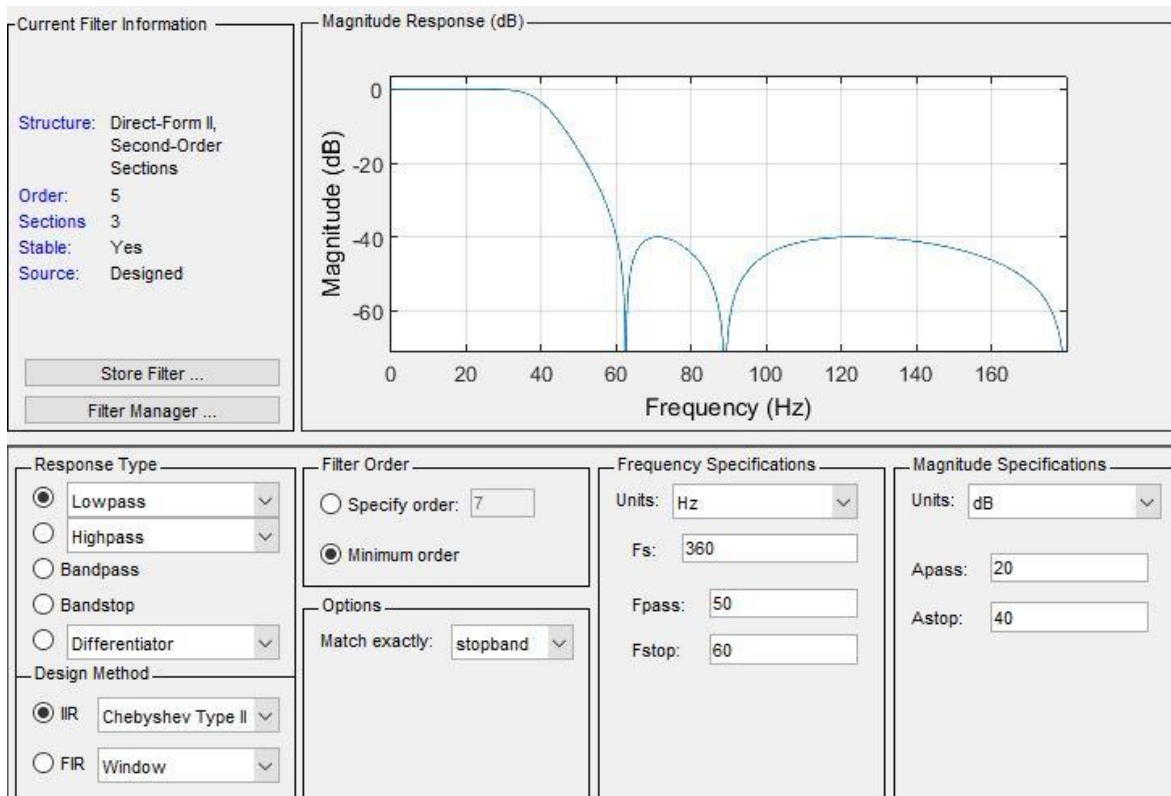 Current Filter Information
Structure: Direct-Form II,
Second-Order
Sections
Order: 5
Sections 3
Stable: Yes
Source: Designed
Store Filter ...
Filter Manager ...
Magnitude Response (dB)
Magnitude (dB)
0
-20
-40
-60
0 20 40 60 80 100 120 140 160
Frequency (Hz)
Response Type
Lowpass
Highpass
Bandpass
Bandstop
Differentiator
Design Method
IIR Chebyshev Type II
FIR Window
Filter Order
Specify order: 7
Minimum order
Options
Match exactly: stopband
Frequency Specifications
Units: Hz
Fs: 360
Fpass: 50
Fstop: 60
Magnitude Specifications
Units: dB
Apass: 20
Astop: 40